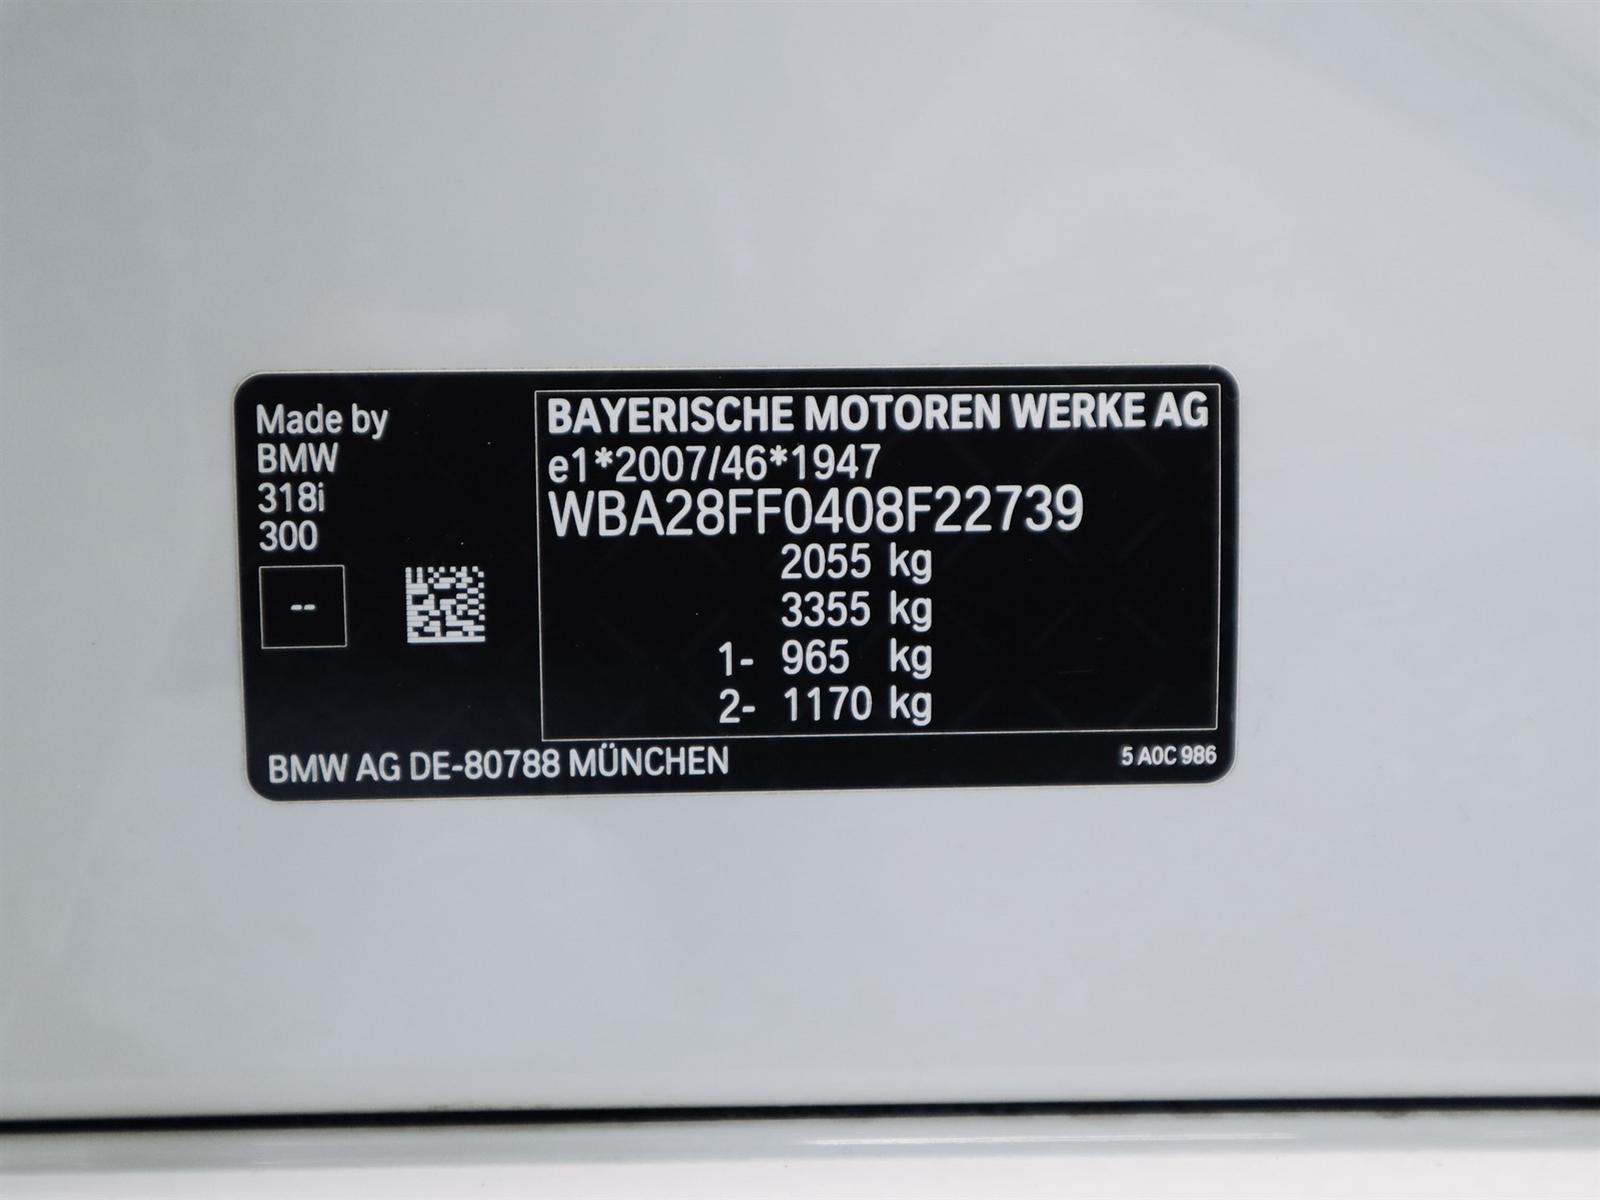 Made by
BMW
318i
300
--
BAYERISCHE MOTOREN WERKE AG
e1*2007/46*1947
WBA28FF0408F22739
2055 kg
3355 kg
1- 965 kg
2- 1170 kg
BMW AG DE-80788 MÜNCHEN
5 A0C 986